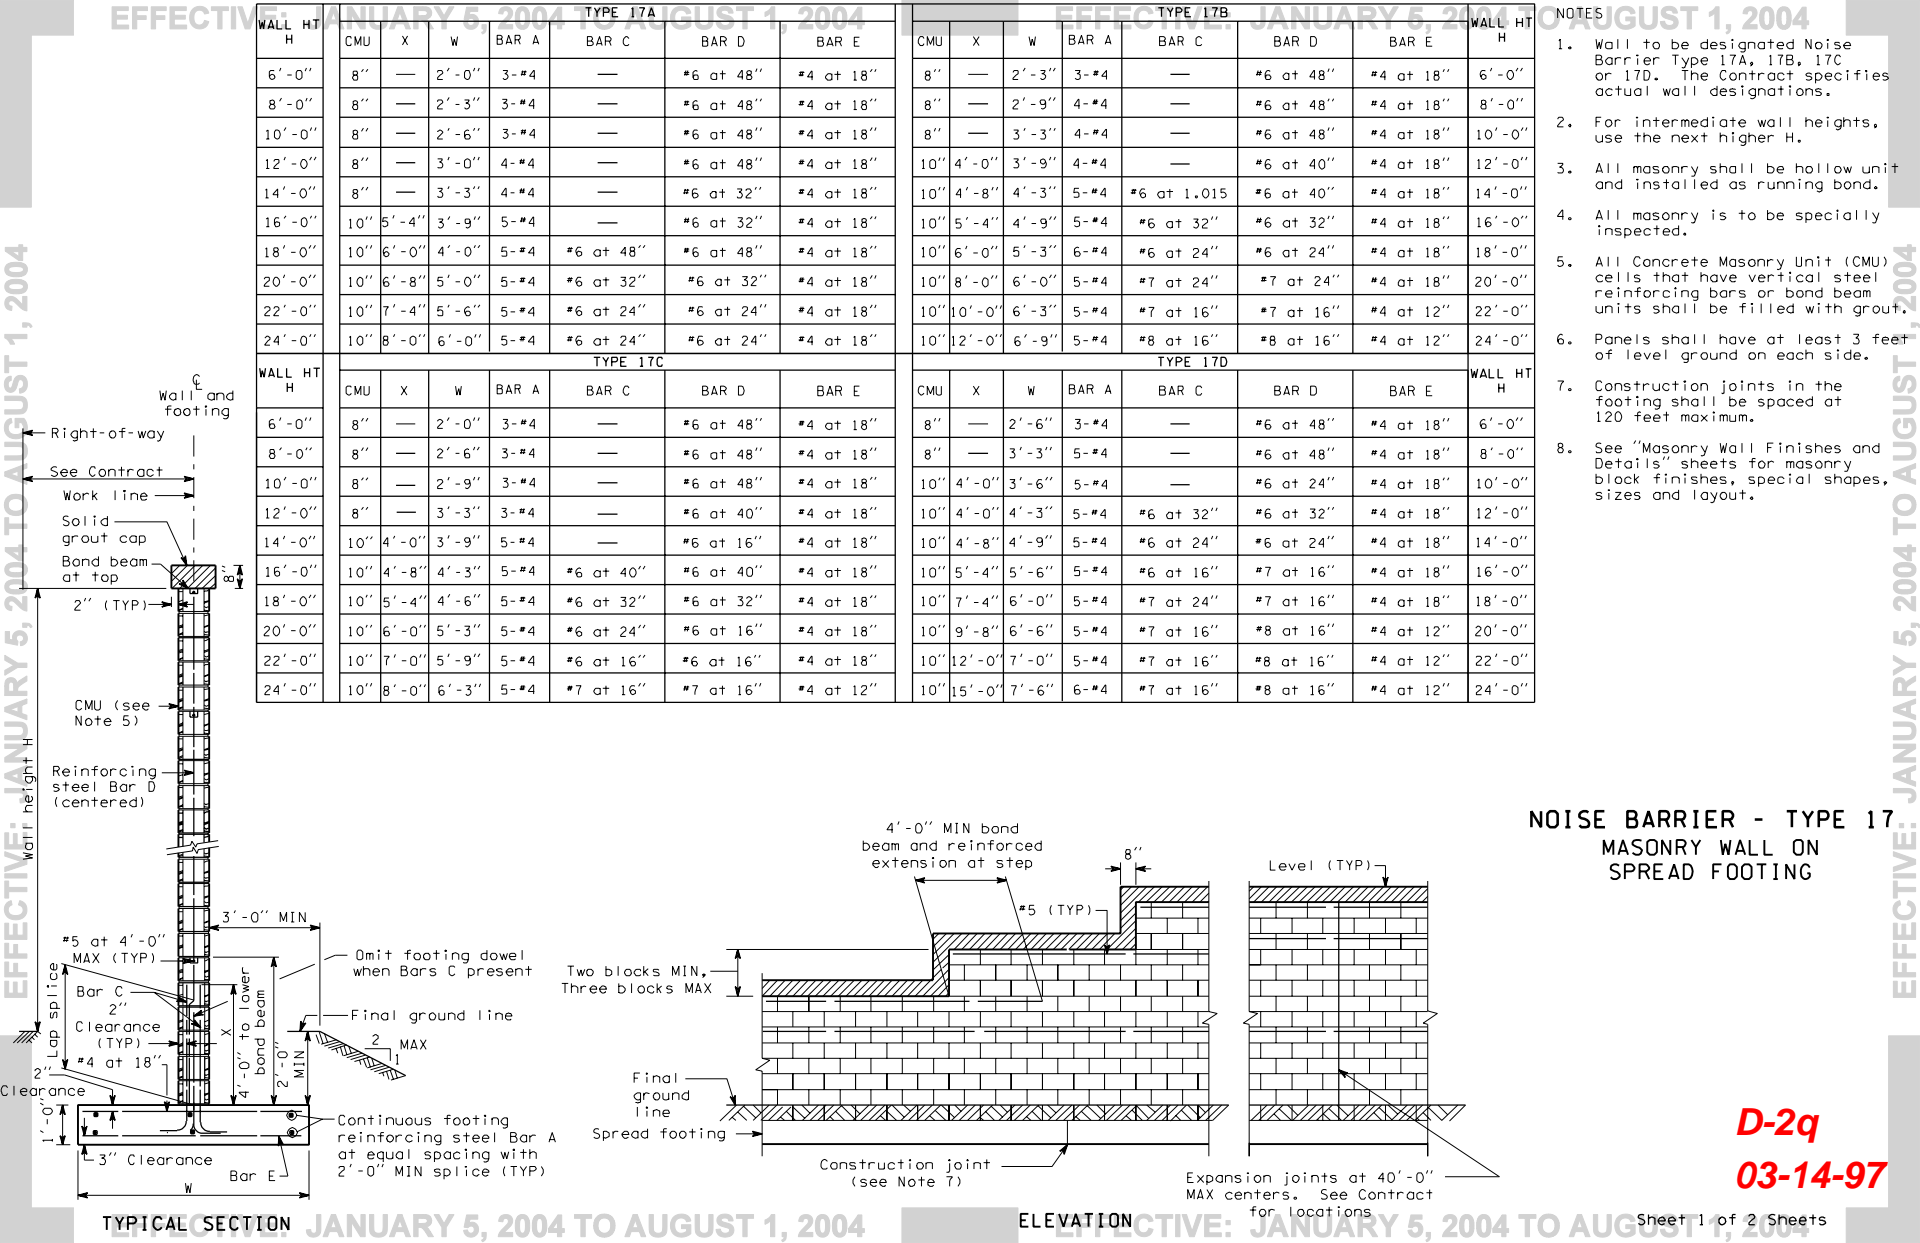 EFFECTIVE: JANUARY 5, 2004 TO AUGUST 1, 2004
EFFECTIVE: JANUARY 5, 2004 TO AUGUST 1, 2004
WALL HT H TYPE 17A TYPE 17B WALL HT H
CMU X W BAR A BAR C BAR D BAR E CMU X W BAR A BAR C BAR D BAR E
6'-0" 8" — 2'-0" 3-#4 — #6 at 48" #4 at 18" 8" — 2'-3" 3-#4 — #6 at 48" #4 at 18" 6'-0"
8'-0" 8" — 2'-3" 3-#4 — #6 at 48" #4 at 18" 8" — 2'-9" 4-#4 — #6 at 48" #4 at 18" 8'-0"
10'-0" 8" — 2'-6" 3-#4 — #6 at 48" #4 at 18" 8" — 3'-3" 4-#4 — #6 at 48" #4 at 18" 10'-0"
12'-0" 8" — 3'-0" 4-#4 — #6 at 48" #4 at 18" 10" 4'-0" 3'-9" 4-#4 — #6 at 40" #4 at 18" 12'-0"
14'-0" 8" — 3'-3" 4-#4 — #6 at 32" #4 at 18" 10" 4'-8" 4'-3" 5-#4 #6 at 1.015 #6 at 40" #4 at 18" 14'-0"
16'-0" 10" 5'-4" 3'-9" 5-#4 — #6 at 32" #4 at 18" 10" 5'-4" 4'-9" 5-#4 #6 at 32" #6 at 32" #4 at 18" 16'-0"
18'-0" 10" 6'-0" 4'-0" 5-#4 #6 at 48" #6 at 48" #4 at 18" 10" 6'-0" 5'-3" 6-#4 #6 at 24" #6 at 24" #4 at 18" 18'-0"
20'-0" 10" 6'-8" 5'-0" 5-#4 #6 at 32" #6 at 32" #4 at 18" 10" 8'-0" 6'-0" 5-#4 #7 at 24" #7 at 24" #4 at 18" 20'-0"
22'-0" 10" 7'-4" 5'-6" 5-#4 #6 at 24" #6 at 24" #4 at 18" 10" 10'-0" 6'-3" 5-#4 #7 at 16" #7 at 16" #4 at 12" 22'-0"
24'-0" 10" 8'-0" 6'-0" 5-#4 #6 at 24" #6 at 24" #4 at 18" 10" 12'-0" 6'-9" 5-#4 #8 at 16" #8 at 16" #4 at 12" 24'-0"
WALL HT H TYPE 17C TYPE 17D WALL HT H
CMU X W BAR A BAR C BAR D BAR E CMU X W BAR A BAR C BAR D BAR E
6'-0" 8" — 2'-0" 3-#4 — #6 at 48" #4 at 18" 8" — 2'-6" 3-#4 — #6 at 48" #4 at 18" 6'-0"
8'-0" 8" — 2'-6" 3-#4 — #6 at 48" #4 at 18" 8" — 3'-3" 5-#4 — #6 at 48" #4 at 18" 8'-0"
10'-0" 8" — 2'-9" 3-#4 — #6 at 48" #4 at 18" 10" 4'-0" 3'-6" 5-#4 — #6 at 24" #4 at 18" 10'-0"
12'-0" 8" — 3'-3" 3-#4 — #6 at 40" #4 at 18" 10" 4'-0" 4'-3" 5-#4 #6 at 32" #6 at 32" #4 at 18" 12'-0"
14'-0" 10" 4'-0" 3'-9" 5-#4 — #6 at 16" #4 at 18" 10" 4'-8" 4'-9" 5-#4 #6 at 24" #6 at 24" #4 at 18" 14'-0"
16'-0" 10" 4'-8" 4'-3" 5-#4 #6 at 40" #6 at 40" #4 at 18" 10" 5'-4" 5'-6" 5-#4 #6 at 16" #7 at 16" #4 at 18" 16'-0"
18'-0" 10" 5'-4" 4'-6" 5-#4 #6 at 32" #6 at 32" #4 at 18" 10" 7'-4" 6'-0" 5-#4 #7 at 24" #7 at 16" #4 at 18" 18'-0"
20'-0" 10" 6'-0" 5'-3" 5-#4 #6 at 24" #6 at 16" #4 at 18" 10" 9'-8" 6'-6" 5-#4 #7 at 16" #8 at 16" #4 at 12" 20'-0"
22'-0" 10" 7'-0" 5'-9" 5-#4 #6 at 16" #6 at 16" #4 at 18" 10" 12'-0" 7'-0" 5-#4 #7 at 16" #8 at 16" #4 at 12" 22'-0"
24'-0" 10" 8'-0" 6'-3" 5-#4 #7 at 16" #7 at 16" #4 at 12" 10" 15'-0" 7'-6" 6-#4 #7 at 16" #8 at 16" #4 at 12" 24'-0"
NOTES
1. Wall to be designated Noise
Barrier Type 17A, 17B, 17C
or 17D. The Contract specifies
actual wall designations.
2. For intermediate wall heights,
use the next higher H.
3. All masonry shall be hollow unit
and installed as running bond.
4. All masonry is to be specially
inspected.
5. All Concrete Masonry Unit (CMU)
cells that have vertical steel
reinforcing bars or bond beam
units shall be filled with grout.
6. Panels shall have at least 3 feet
of level ground on each side.
7. Construction joints in the
footing shall be spaced at
120 feet maximum.
8. See "Masonry Wall Finishes and
Details" sheets for masonry
block finishes, special shapes,
sizes and layout.
EFFECTIVE: JANUARY 5, 2004 TO AUGUST 1, 2004
EFFECTIVE: JANUARY 5, 2004 TO AUGUST 1, 2004
℄
Wall and
footing
Right-of-way
See Contract
Work line
Solid
grout cap
Bond beam
at top
8"
2" (TYP)
CMU (see
Note 5)
Wall height H
Reinforcing
steel Bar D
(centered)
3'-0" MIN
#5 at 4'-0"
MAX (TYP)
Omit footing dowel
when Bars C present
Lap splice
Bar C
2"
Clearance
(TYP)
#4 at 18"
X
4'-0" to lower
bond beam
2'-0"
MIN
Final ground line
2
1
MAX
2"
Clearance
1'-0"
3" Clearance
Bar E
W
Continuous footing
reinforcing steel Bar A
at equal spacing with
2'-0" MIN splice (TYP)
TYPICAL SECTION
4'-0" MIN bond
beam and reinforced
extension at step
8"
Level (TYP)
#5 (TYP)
Two blocks MIN,
Three blocks MAX
Final
ground
line
Spread footing
Construction joint
(see Note 7)
Expansion joints at 40'-0"
MAX centers. See Contract
for locations
ELEVATION
NOISE BARRIER - TYPE 17
MASONRY WALL ON
SPREAD FOOTING
D-2q
03-14-97
Sheet 1 of 2 Sheets
EFFECTIVE: JANUARY 5, 2004 TO AUGUST 1, 2004
EFFECTIVE: JANUARY 5, 2004 TO AUGUST 1, 2004